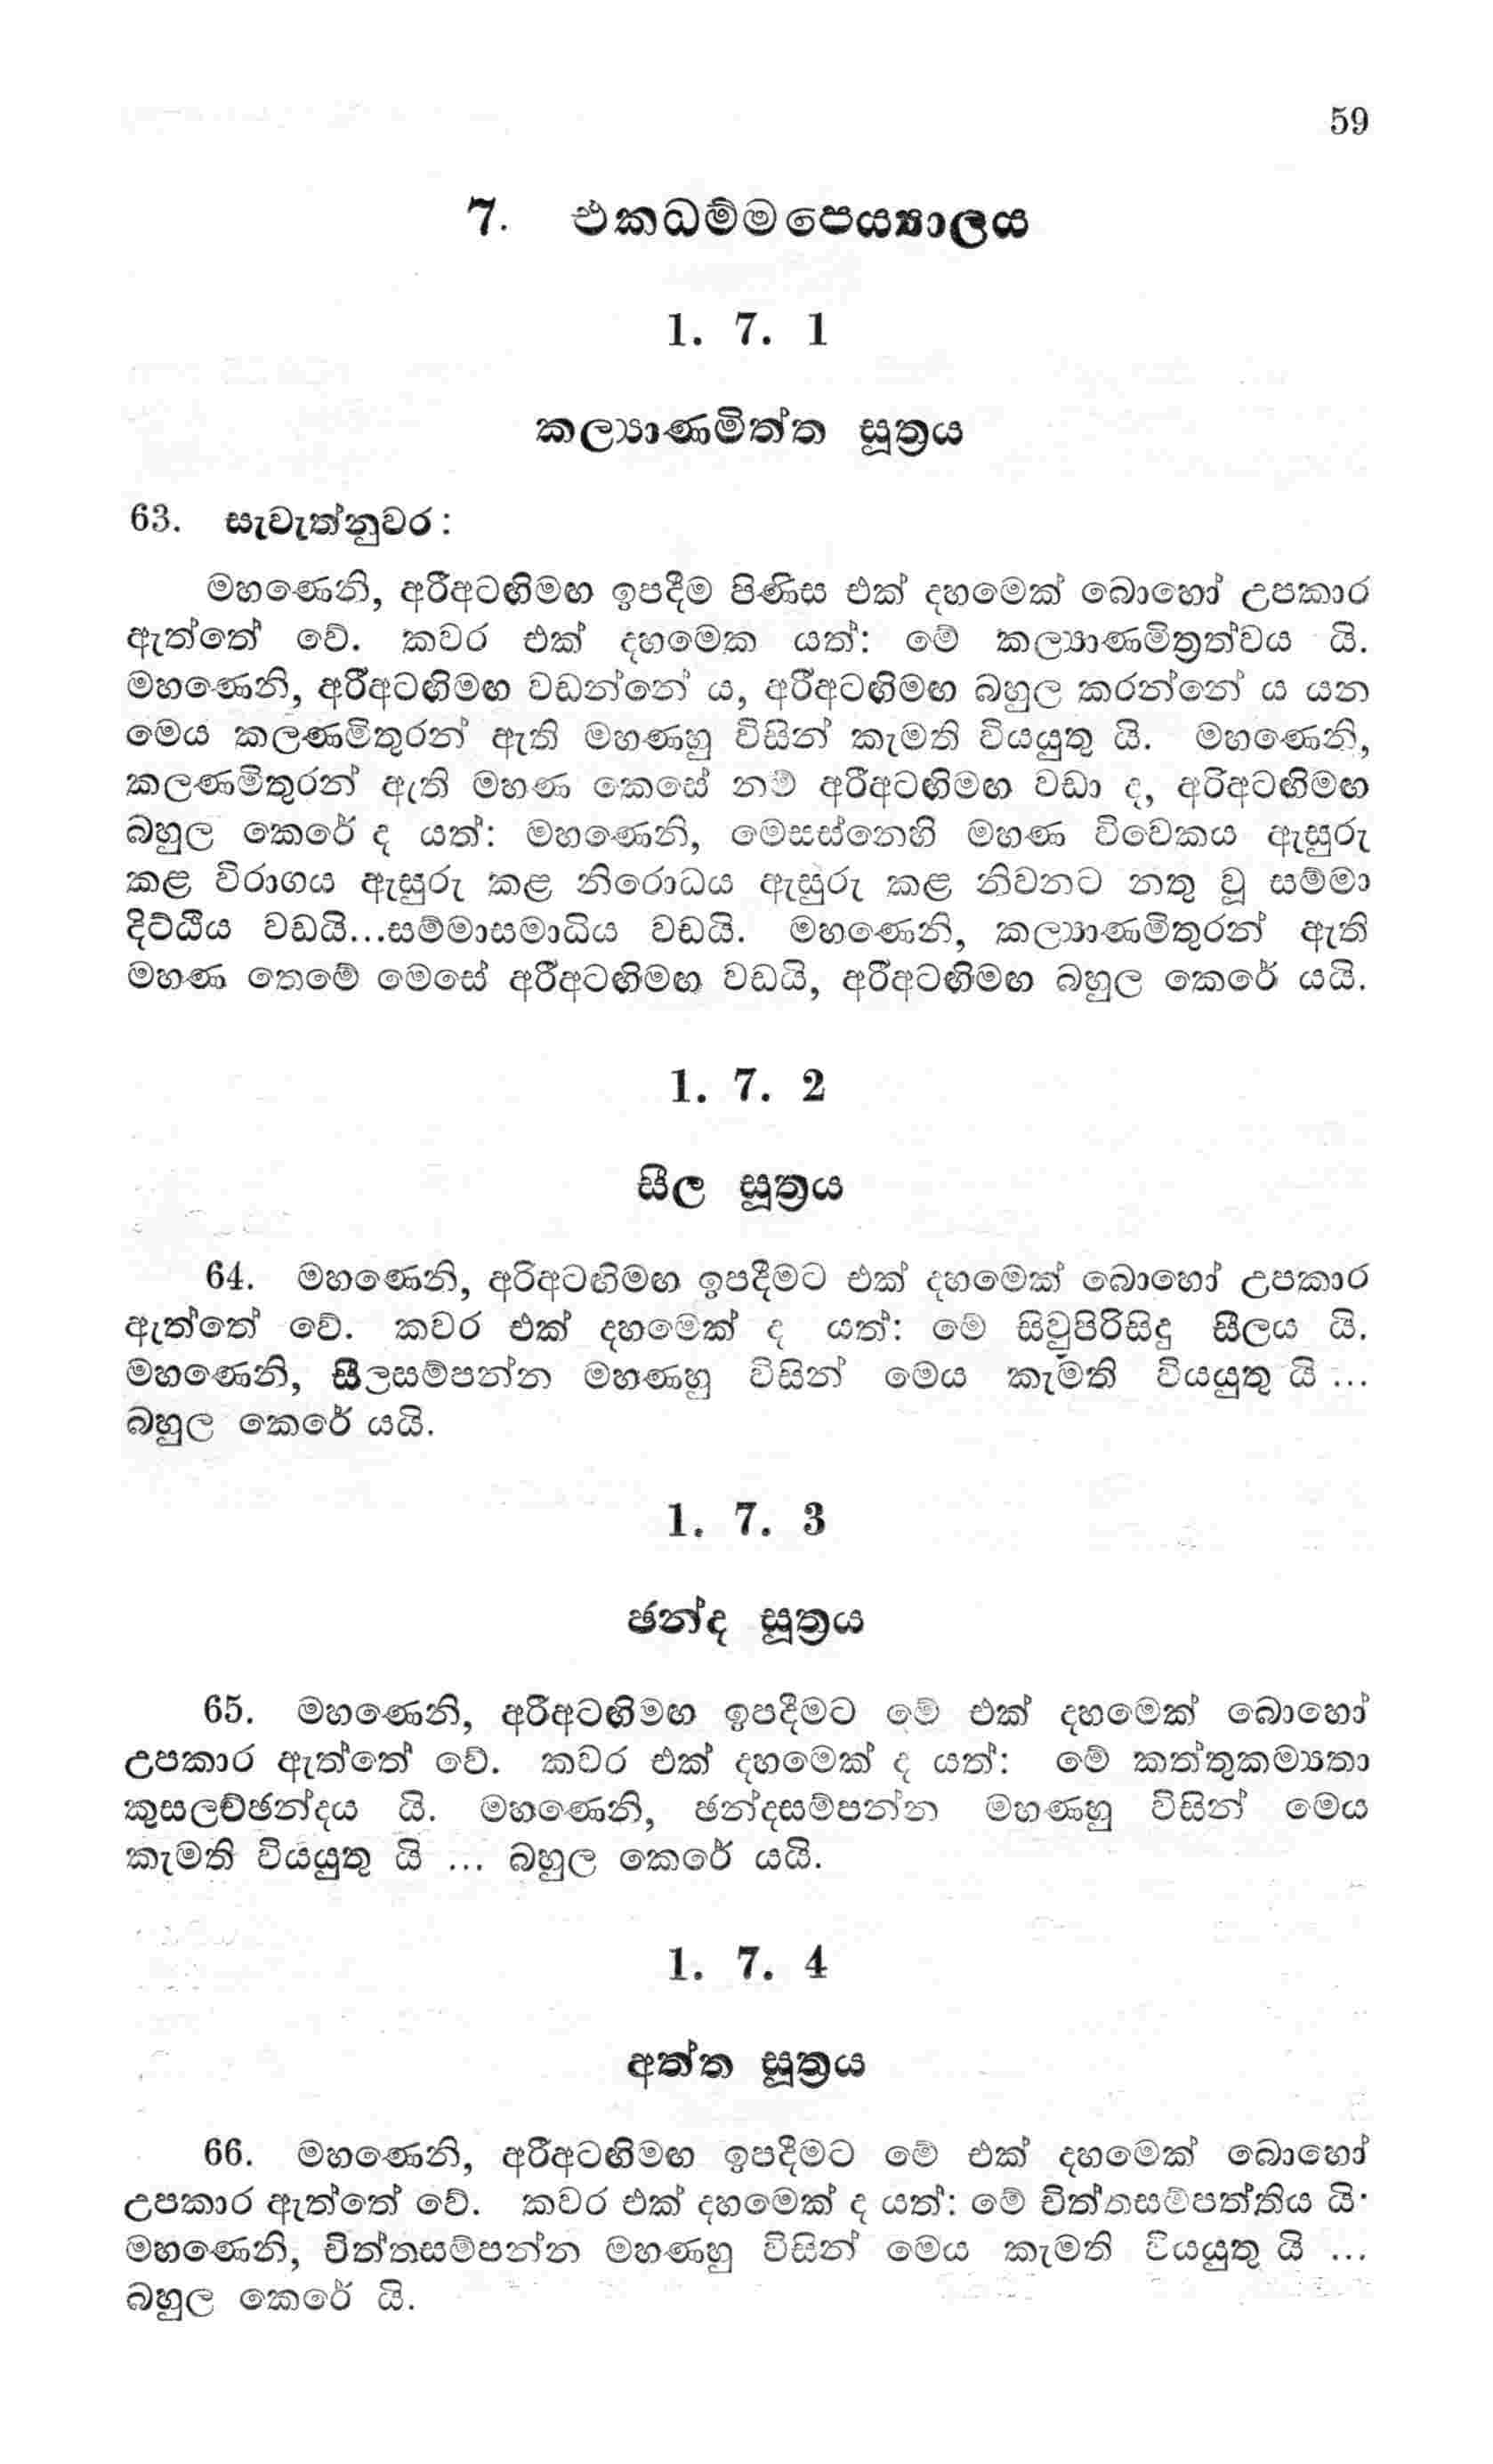 59
7. එකධම්මපෙය්‍යාලය
1. 7. 1
කල්‍යාණමිත්ත සූත්‍රය
63. සැවැත්නුවර :
මහණෙනි, අරීඅටඟිමඟ ඉපදීම පිණිස එක් දහමෙක් බොහෝ උපකාර
ඇත්තේ වේ. කවර එක් දහමෙක යත්: මේ කල්‍යාණමිත්‍රත්වය යි.
මහණෙනි, අරීඅටඟිමඟ වඩන්නේ ය, අරීඅටඟිමඟ බහුල කරන්නේ ය යන
මෙය කලණමිතුරන් ඇති මහණහු විසින් කැමති වියයුතු යි. මහණෙනි,
කලණමිතුරන් ඇති මහණ කෙසේ නම් අරීඅටඟිමඟ වඩා ද, අරිඅටඟිමඟ
බහුල කෙරේ ද යත්: මහණෙනි, මෙසස්නෙහි මහණ විවෙකය ඇසුරු
කළ විරාගය ඇසුරු කළ නිරොධය ඇසුරු කළ නිවනට නතු වූ සම්මා
දිට්ඨිය වඩයි...සම්මාසමාධිය වඩයි. මහණෙනි, කල්‍යාණමිතුරන් ඇති
මහණ තෙමේ මෙසේ අරීඅටඟිමඟ වඩයි, අරීඅටඟිමඟ බහුල කෙරේ යයි.
1. 7. 2
සීල සූත්‍රය
64. මහණෙනි, අරිඅටඟිමඟ ඉපදීමට එක් දහමෙක් බොහෝ උපකාර
ඇත්තේ වේ. කවර එක් දහමෙක් ද යත්: මේ සිවුපිරිසිදු සීලය යි.
මහණෙනි, සීලසම්පන්න මහණහු විසින් මෙය කැමති වියයුතු යි ...
බහුල කෙරේ යයි.
1. 7. 3
ඡන්ද සූත්‍රය
65. මහණෙනි, අරීඅටඟිමඟ ඉපදීමට මේ එක් දහමෙක් බොහෝ
උපකාර ඇත්තේ වේ. කවර එක් දහමෙක් ද යත්: මේ කත්තුකම්‍යතා
කුසලච්ඡන්දය යි. මහණෙනි, ඡන්දසම්පන්න මහණහු විසින් මෙය
කැමති වියයුතු යි ... බහුල කෙරේ යයි.
1. 7. 4
අත්ත සූත්‍රය
66. මහණෙනි, අරීඅටඟිමඟ ඉපදීමට මේ එක් දහමෙක් බොහෝ
උපකාර ඇත්තේ වේ. කවර එක් දහමෙක් ද යත්: මේ චිත්තසම්පත්තිය යි.
මහණෙනි, චිත්තසම්පන්න මහණහු විසින් මෙය කැමති වියයුතු යි ...
බහුල කෙරේ යි.